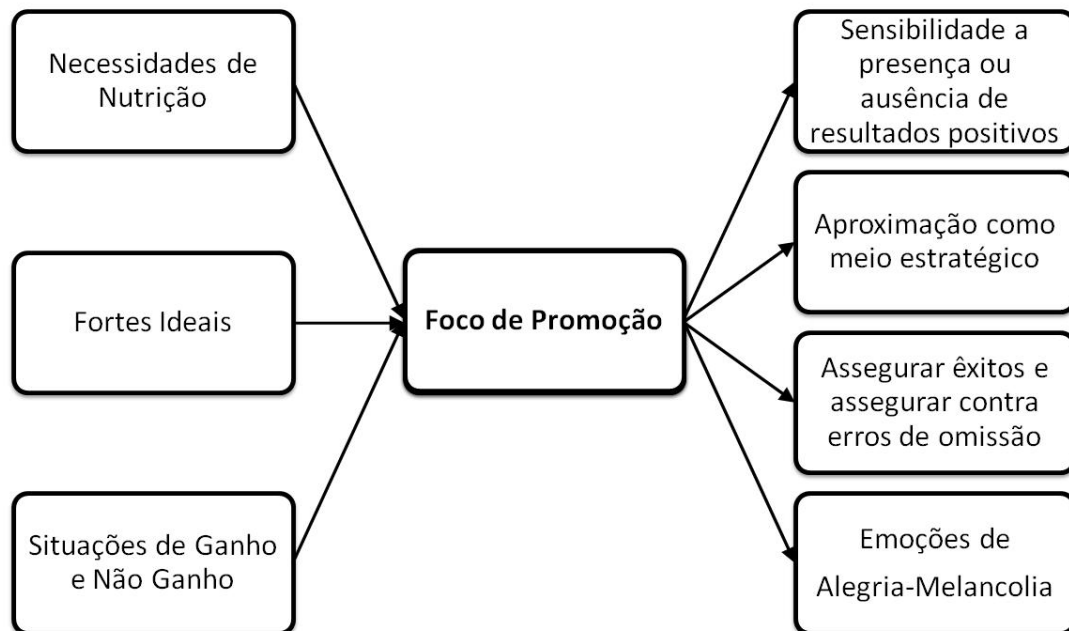 Necessidades de
Nutrição
Fortes Ideais
Situações de Ganho
e Não Ganho
Foco de Promoção
Sensibilidade a
presença ou
ausência de
resultados positivos
Aproximação como
meio estratégico
Assegurar êxitos e
assegurar contra
erros de omissão
Emoções de
Alegria-Melancolia